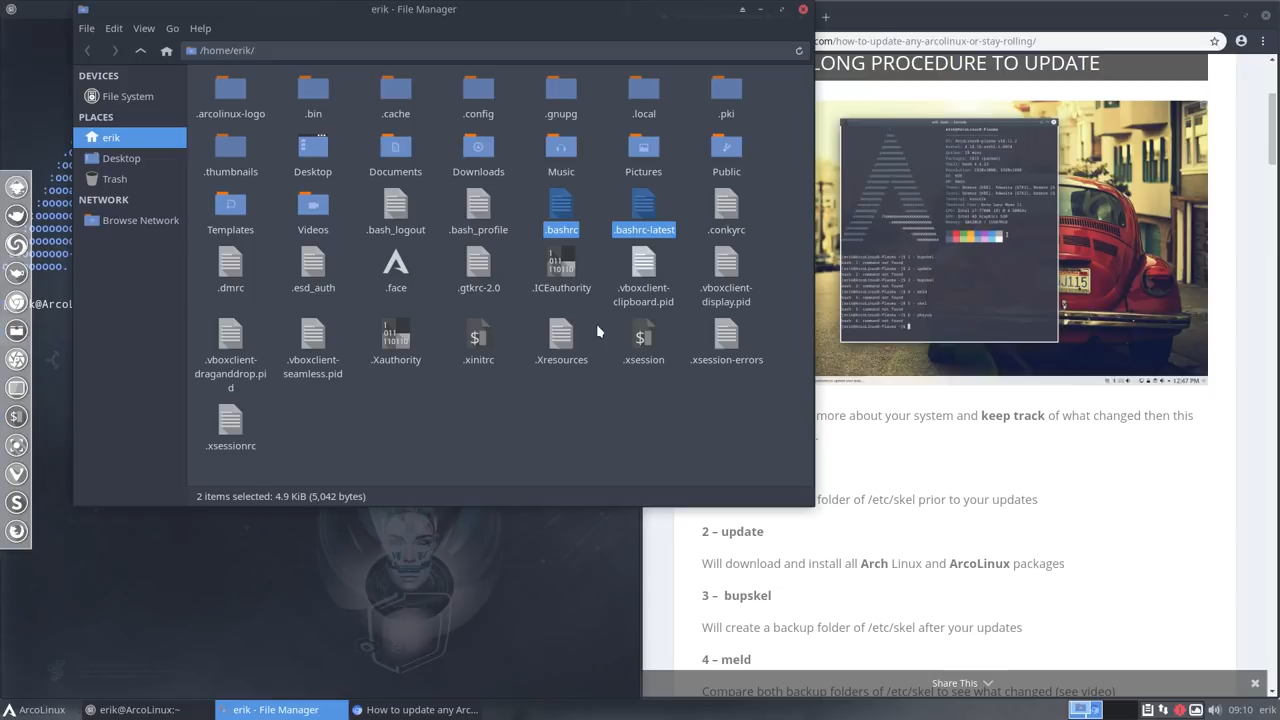 erik - File Manager
File Edit View Go Help
/home/erik/
DEVICES
File System
PLACES
erik
Desktop
Trash
NETWORK
Browse Network
.arcolinux-logo .bin .cache .config .gnupg .local .pki
Desktop Documents Downloads Music Pictures Public
.bashrc .bashrc-latest .conkyrc
.esd_auth .face .gtkrc-2.0 .ICEauthority .vboxclient-clipboard.pid .vboxclient-display.pid
.vboxclient-draganddrop.pid .vboxclient-seamless.pid .Xauthority .xinitrc .Xresources .xsession .xsession-errors
.xsessionrc
2 items selected: 4.9 KiB (5,042 bytes)
com/how-to-update-any-arcolinux-or-stay-rolling/
LONG PROCEDURE TO UPDATE
12:47 PM
more about your system and keep track of what changed then this
folder of /etc/skel prior to your updates
2 – update
Will download and install all Arch Linux and ArcoLinux packages
3 – bupskel
Will create a backup folder of /etc/skel after your updates
4 – meld
Compare both backup folders of /etc/skel to see what changed (see video)
Share This
k@ArcoL
ArcoLinux
erik@ArcoLinux:~
erik - File Manager
How to update any Arc...
09:10 erik